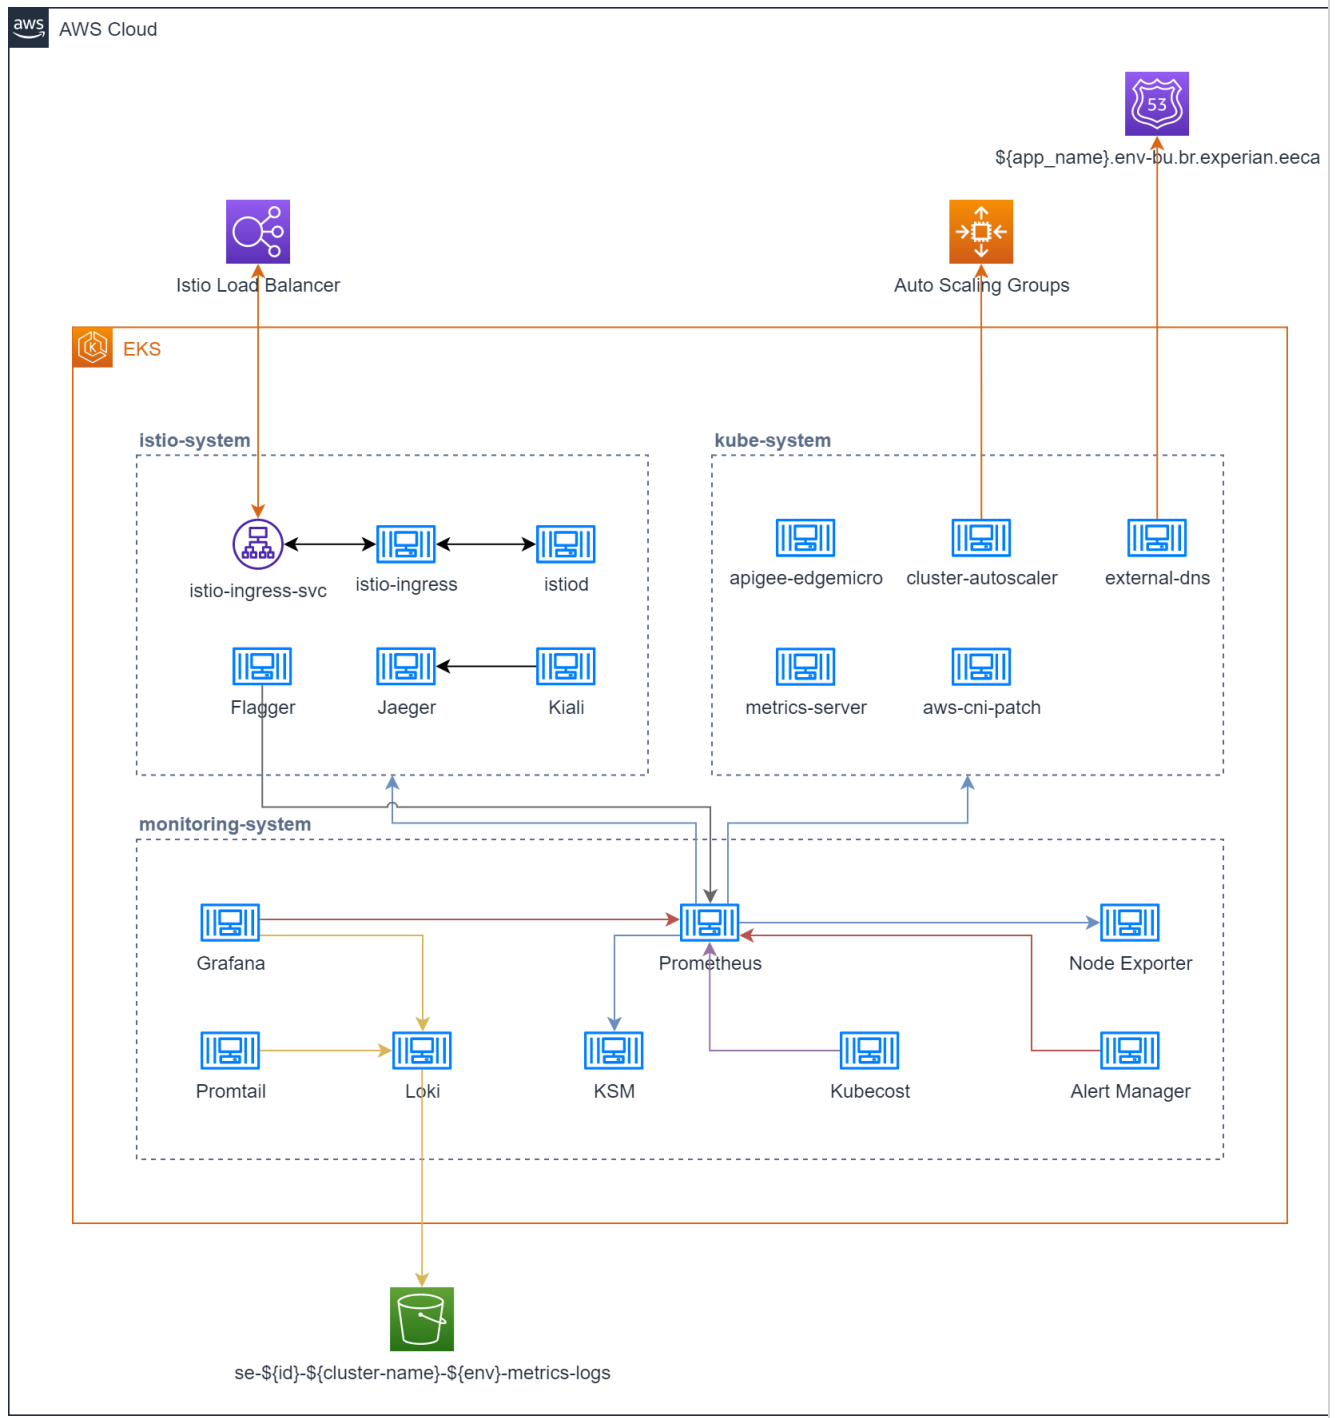 aws
AWS Cloud
53
${app_name}.env-bu.br.experian.eeca
Istio Load Balancer
Auto Scaling Groups
K
EKS
istio-system
kube-system
istio-ingress-svc
istio-ingress
istiod
apigee-edgemicro
cluster-autoscaler
external-dns
Flagger
Jaeger
Kiali
metrics-server
aws-cni-patch
monitoring-system
Grafana
Prometheus
Node Exporter
Promtail
Loki
KSM
Kubecost
Alert Manager
se-${id}-${cluster-name}-${env}-metrics-logs